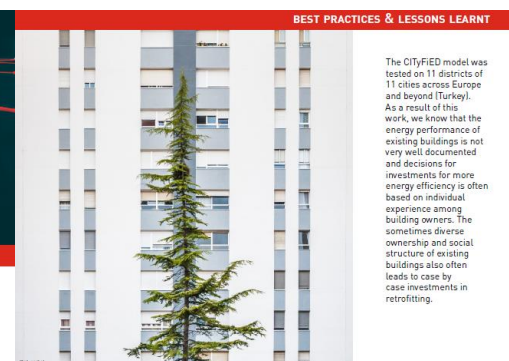 BEST PRACTICES & LESSONS LEARNT
The CITyFiED model was
tested on 11 districts of
11 cities across Europe
and beyond (Turkey).
As a result of this
work, we know that the
energy performance of
existing buildings is not
very well documented
and decisions for
investments for more
energy efficiency is often
based on individual
experience among
building owners. The
sometimes diverse
ownership and social
structure of existing
buildings also often
leads to case by
case investments in
retrofitting.